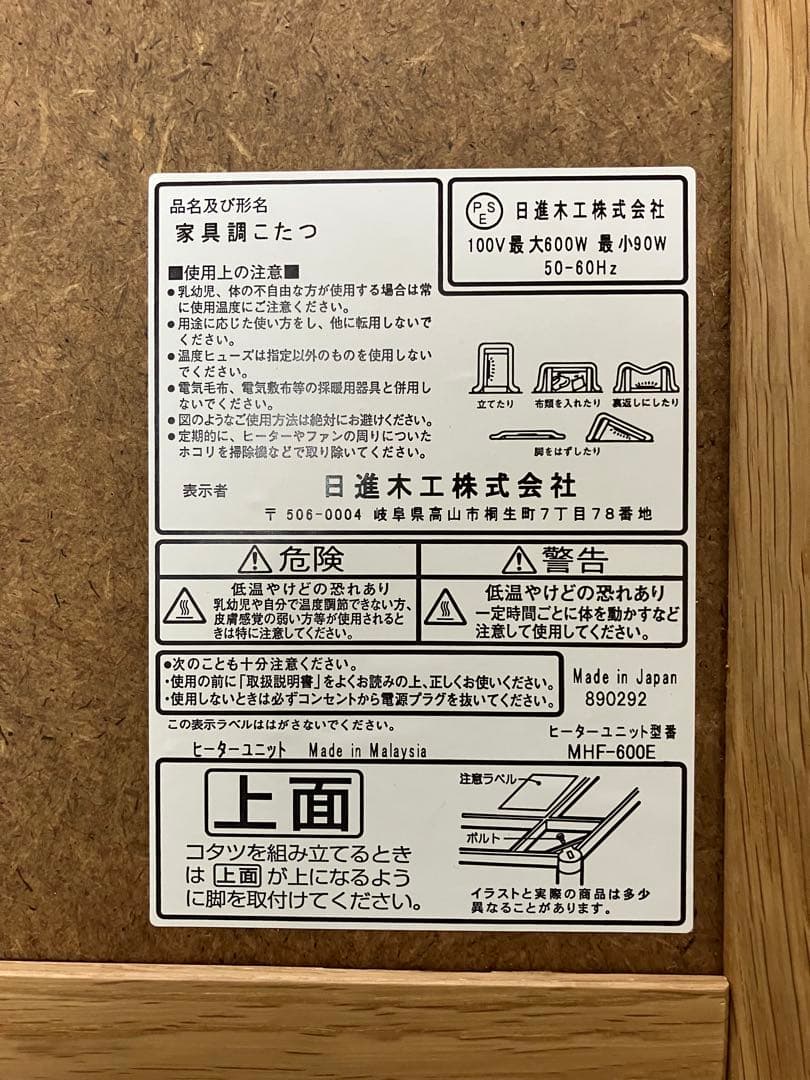 品名及び形名
家具調こたつ
PSE 日進木工株式会社
100V 最大600W 最小90W
50-60Hz
■使用上の注意■
●乳幼児、体の不自由な方が使用する場合は常
に使用温度にご注意ください。
●用途に応じた使い方をし、他に転用しないで
ください。
●温度ヒューズは指定以外のものを使用しない
でください。
●電気毛布、電気敷布等の採暖用器具と併用し
ないでください。
●図のようなご使用方法は絶対にお避けください。
●定期的に、ヒーターやファンの周りについた
ホコリを掃除機などで取り除いてください。
立てたり 布類を入れたり 裏返しにしたり
脚をはずしたり
表示者 日進木工株式会社
〒506-0004 岐阜県高山市桐生町7丁目78番地
危険
低温やけどの恐れあり
乳幼児や自分で温度調節できない方、
皮膚感覚の弱い方等が使用されると
きは特に注意してください。
警告
低温やけどの恐れあり
一定時間ごとに体を動かすなど
注意して使用してください。
●次のことも十分注意ください。
・使用の前に「取扱説明書」をよくお読みの上、正しくお使いください。
・使用しないときは必ずコンセントから電源プラグを抜いてください。
Made in Japan
890292
この表示ラベルははがさないでください。
ヒーターユニット型番
ヒーターユニット Made in Malaysia
MHF-600E
上面
コタツを組み立てるとき
は 上面 が上になるよう
に脚を取付けてください。
注意ラベル
ボルト
イラストと実際の商品は多少
異なることがあります。